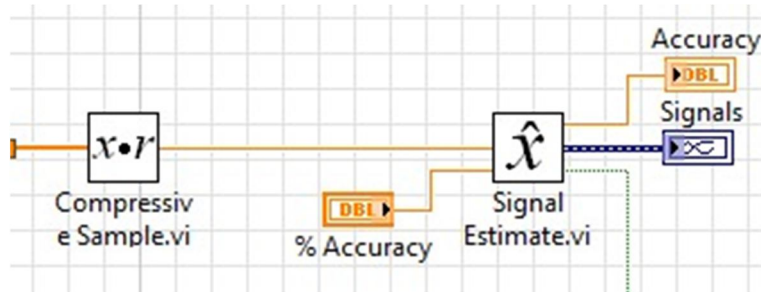 Accuracy
DBL
Signals
x•r
x̂
Compressiv
e Sample.vi
DBL
% Accuracy
Signal
Estimate.vi